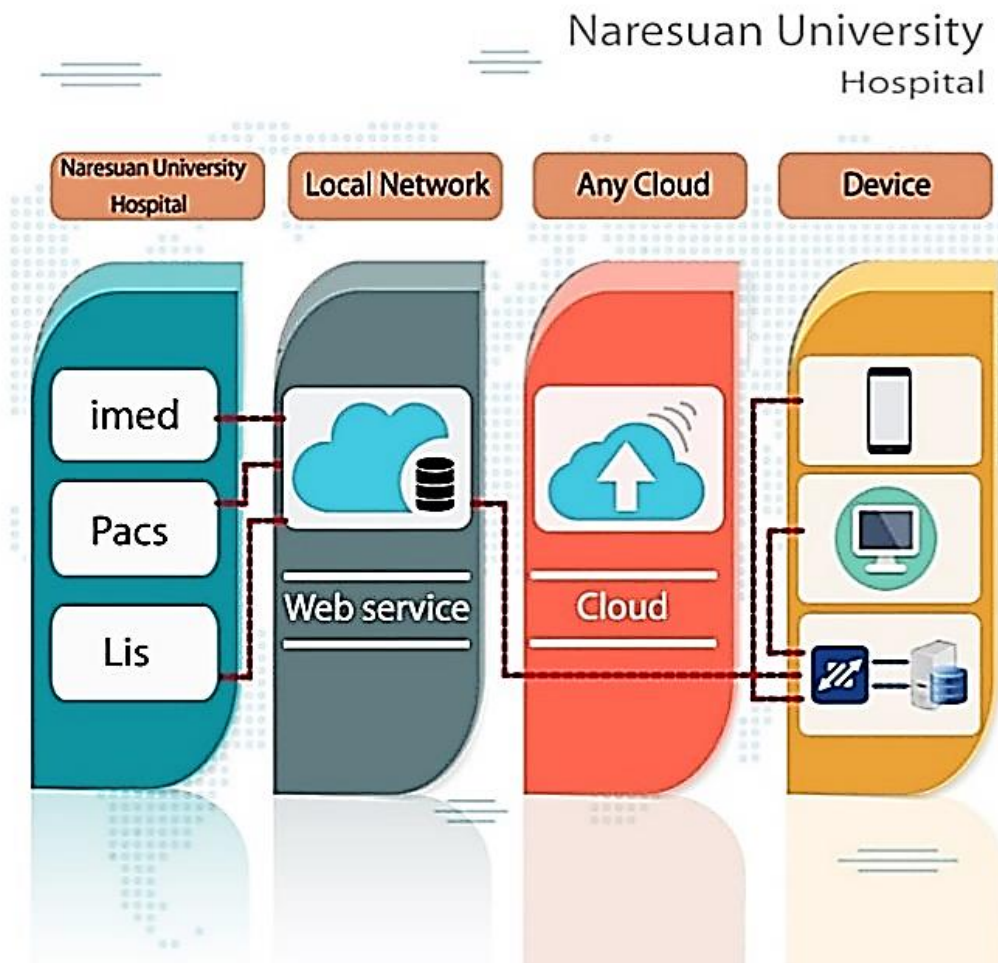 Naresuan University
Hospital
Naresuan University
Hospital
Local Network
Any Cloud
Device
imed
Pacs
Lis
Web service
Cloud